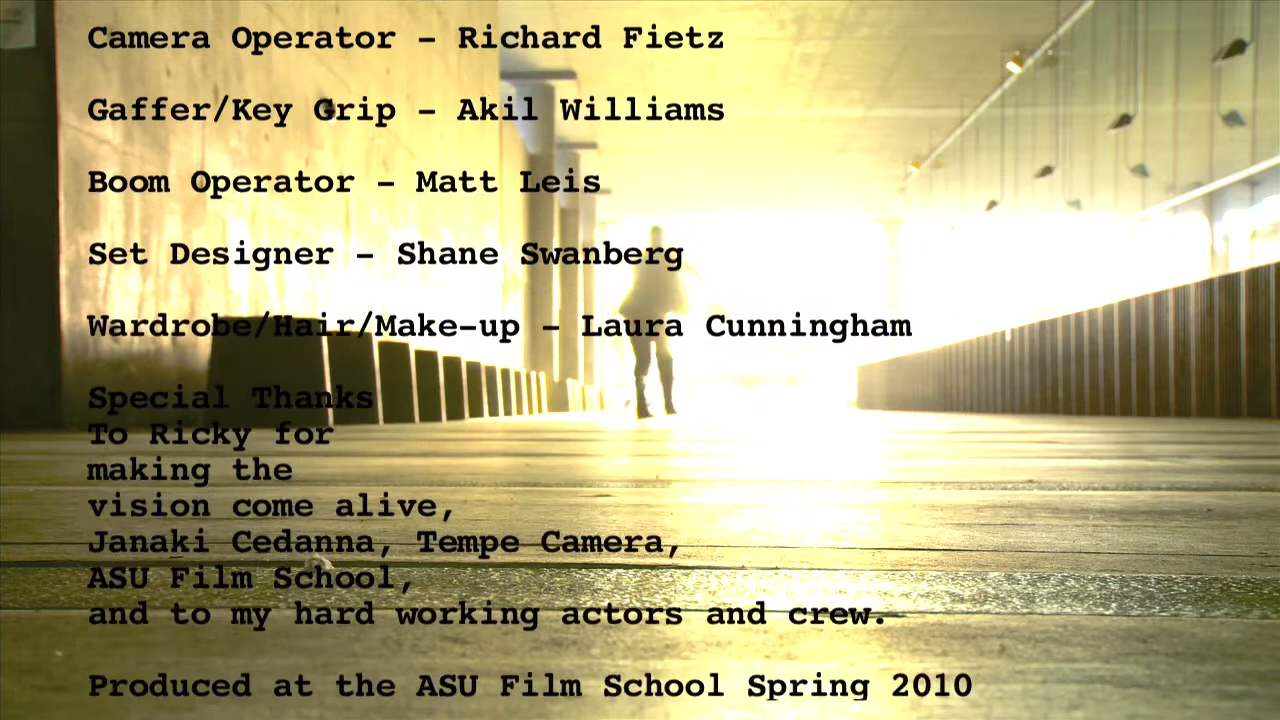 Camera Operator - Richard Fietz
Gaffer/Key Grip - Akil Williams
Boom Operator - Matt Leis
Set Designer - Shane Swanberg
Wardrobe/Hair/Make-up - Laura Cunningham
Special Thanks
To Ricky for
making the
vision come alive,
Janaki Cedanna, Tempe Camera,
ASU Film School,
and to my hard working actors and crew.
Produced at the ASU Film School Spring 2010